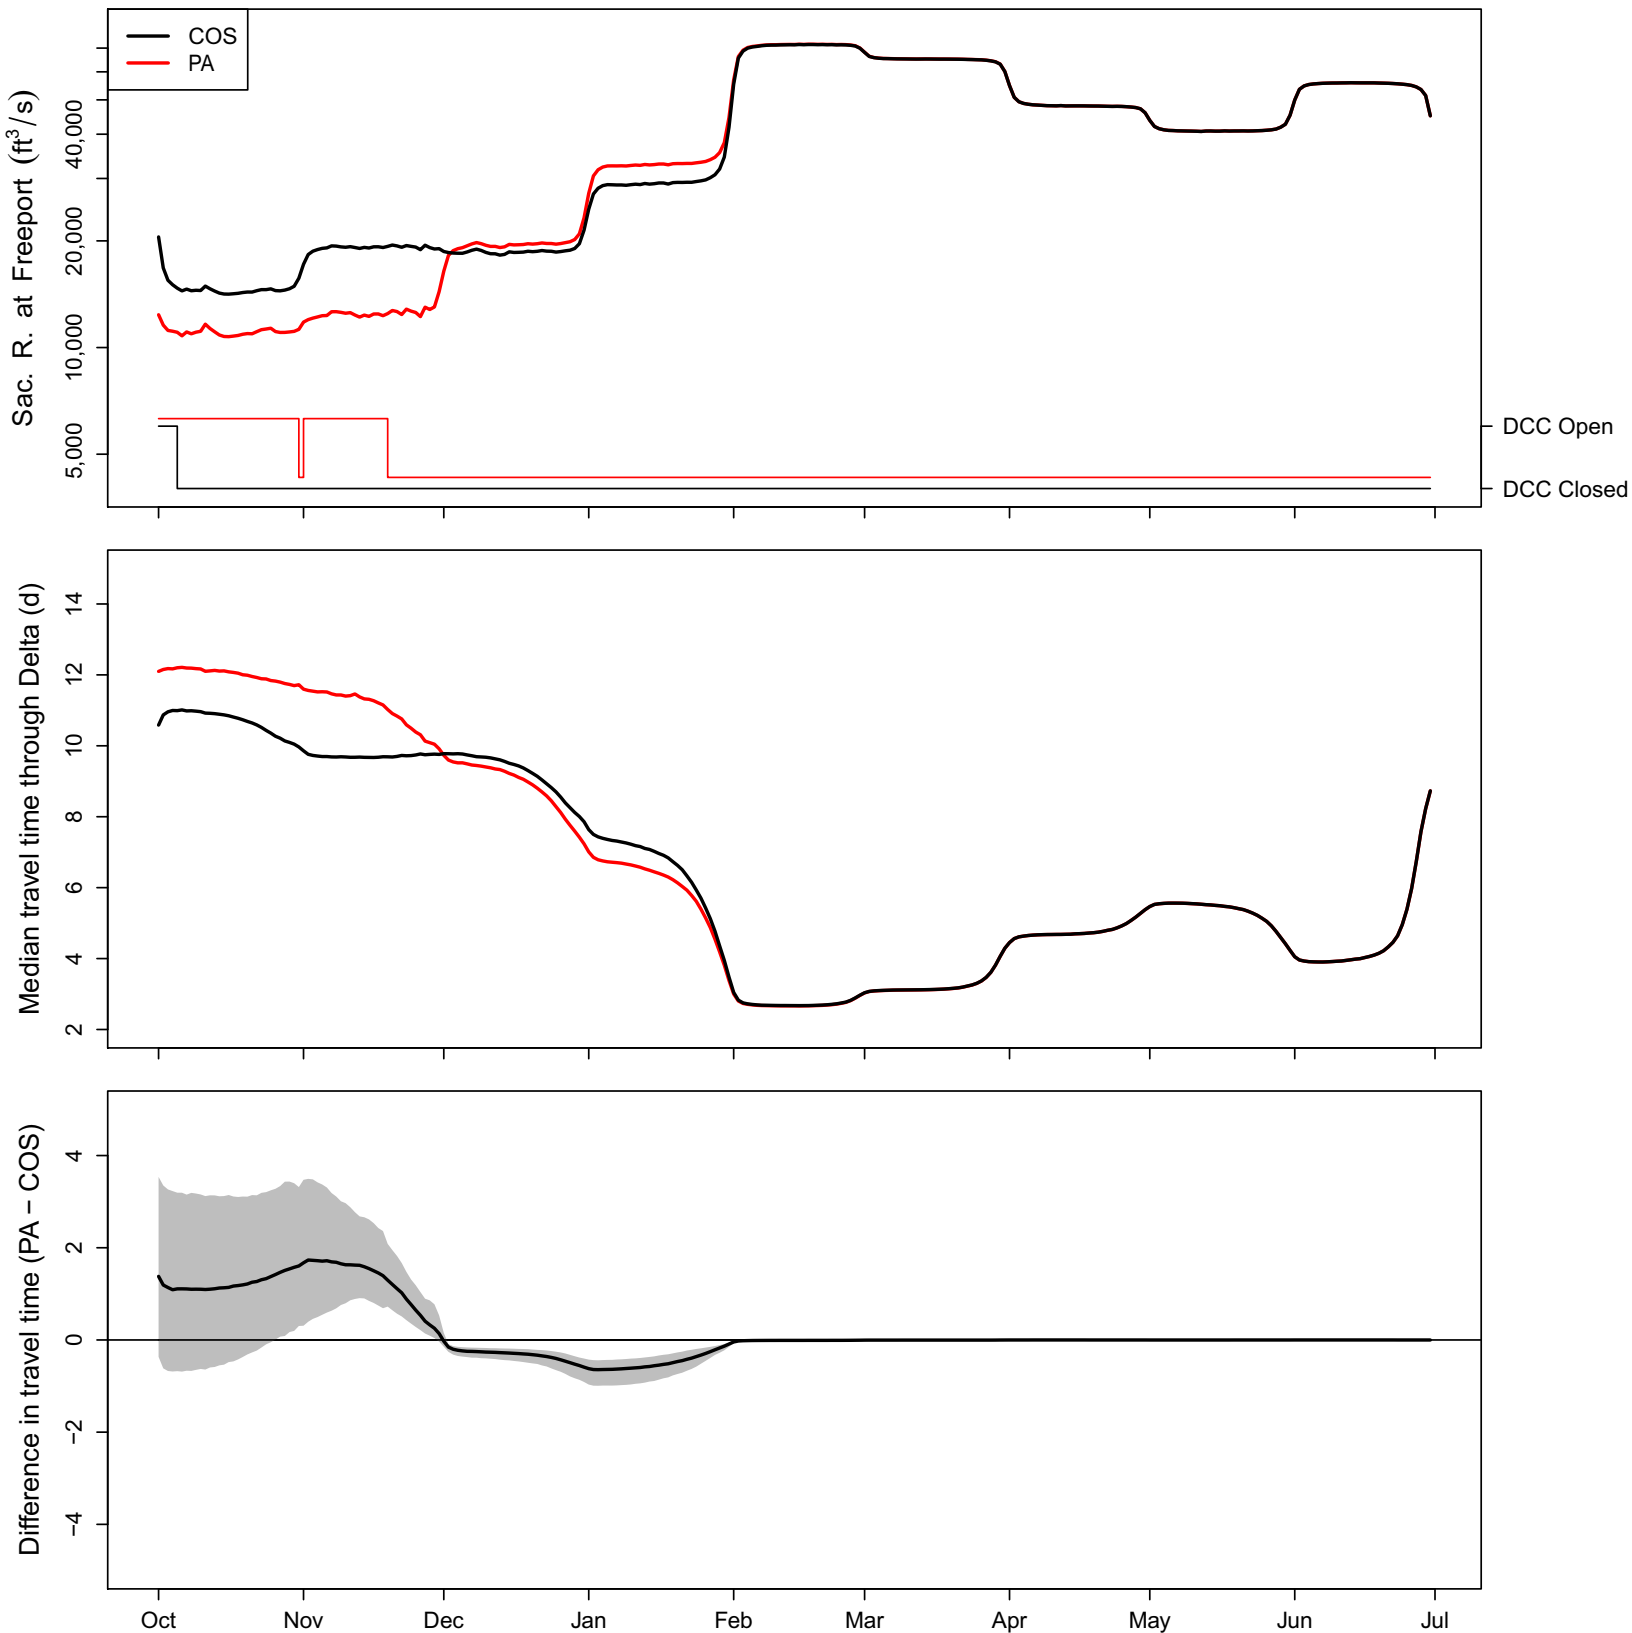 COS
PA
Sac. R. at Freeport (ft³/s)
40,000
20,000
10,000
5,000
DCC Open
DCC Closed
Median travel time through Delta (d)
14
12
10
8
6
4
2
Difference in travel time (PA − COS)
4
2
0
−2
−4
Oct Nov Dec Jan Feb Mar Apr May Jun Jul